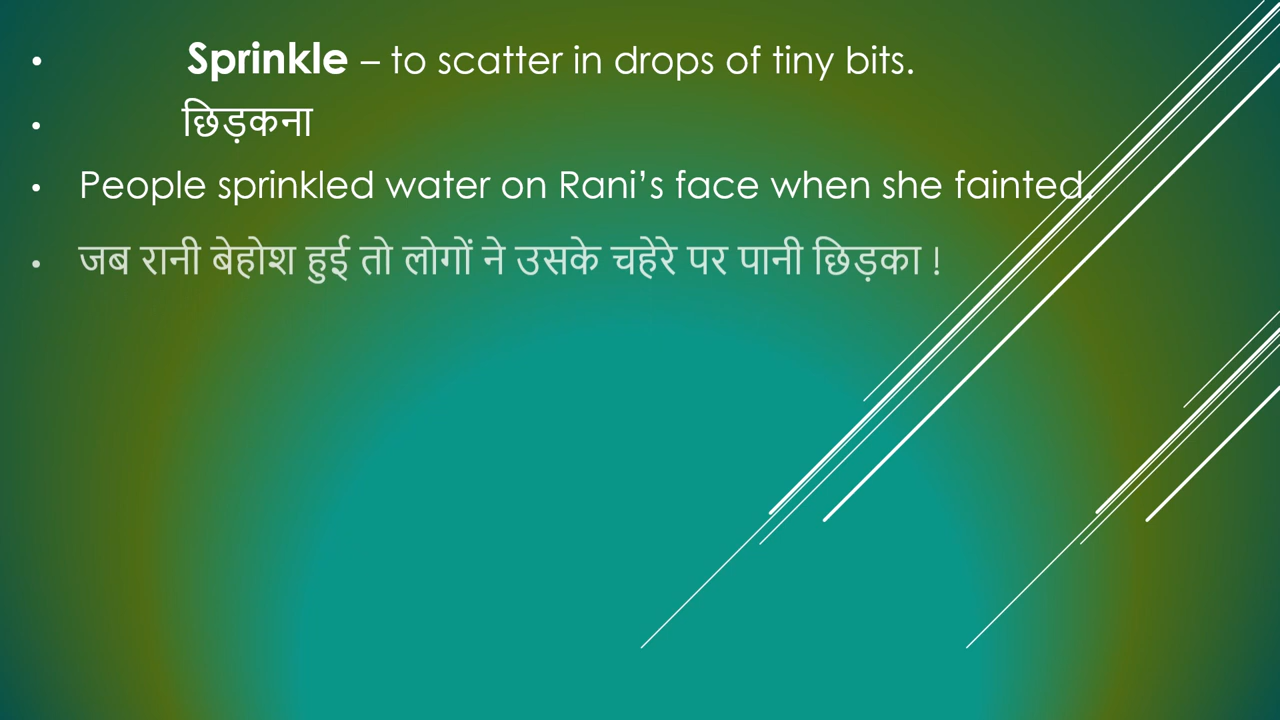 • Sprinkle – to scatter in drops of tiny bits.
• छिड़कना
• People sprinkled water on Rani’s face when she fainted.
• जब रानी बेहोश हुई तो लोगों ने उसके चहेरे पर पानी छिड़का !